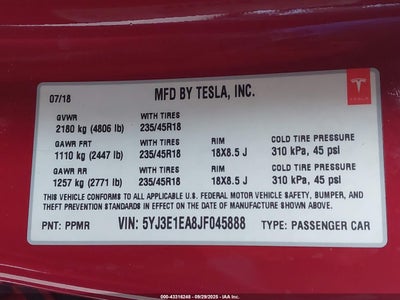 07/18
MFD BY TESLA, INC.
TESLA
GVWR WITH TIRES
2180 kg (4806 lb) 235/45R18
GAWR FRT WITH TIRES RIM COLD TIRE PRESSURE
1110 kg (2447 lb) 235/45R18 18X8.5 J 310 kPa, 45 psi
GAWR RR WITH TIRES RIM COLD TIRE PRESSURE
1257 kg (2771 lb) 235/45R18 18X8.5 J 310 kPa, 45 psi
THIS VEHICLE CONFORMS TO ALL APPLICABLE U.S. FEDERAL MOTOR VEHICLE SAFETY, BUMPER, AND
THEFT PREVENTION STANDARDS IN EFFECT ON THE DATE OF MANUFACTURE SHOWN ABOVE.
PNT: PPMR VIN: 5YJ3E1EA8JF045888 TYPE: PASSENGER CAR
000-43318248 - 09/29/2025 - IAAI